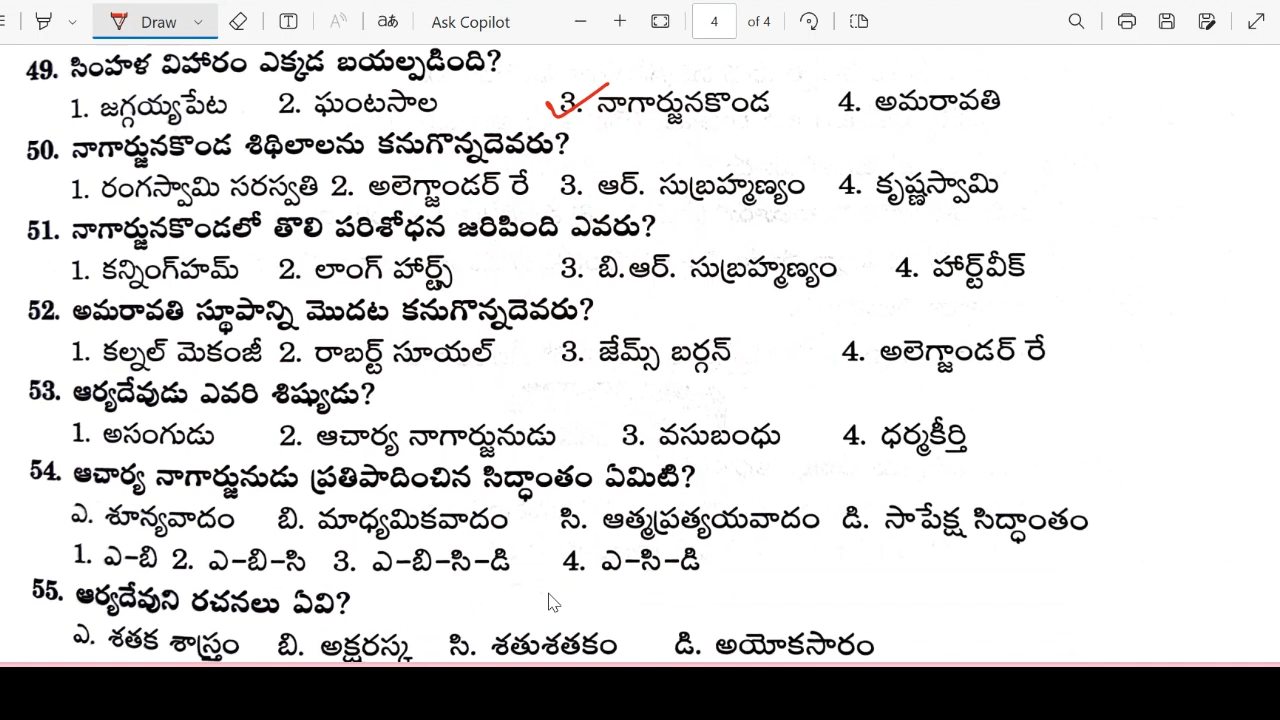 Draw aあ Ask Copilot 4 of 4
49. సింహళ విహారం ఎక్కడ బయల్పడింది?
1. జగ్గయ్యపేట 2. ఘంటసాల 3. నాగార్జునకొండ 4. అమరావతి
50. నాగార్జునకొండ శిథిలాలను కనుగొన్నదెవరు?
1. రంగస్వామి సరస్వతి 2. అలెగ్జాండర్ రే 3. ఆర్. సుబ్రహ్మణ్యం 4. కృష్ణస్వామి
51. నాగార్జునకొండలో తొలి పరిశోధన జరిపింది ఎవరు?
1. కన్నింగ్‌హమ్ 2. లాంగ్ హార్ట్స్ 3. బి.ఆర్. సుబ్రహ్మణ్యం 4. హార్ట్‌వీక్
52. అమరావతి స్థూపాన్ని మొదట కనుగొన్నదెవరు?
1. కల్నల్ మెకంజీ 2. రాబర్ట్ సూయల్ 3. జేమ్స్ బర్గన్ 4. అలెగ్జాండర్ రే
53. ఆర్యదేవుడు ఎవరి శిష్యుడు?
1. అసంగుడు 2. ఆచార్య నాగార్జునుడు 3. వసుబంధు 4. ధర్మకీర్తి
54. ఆచార్య నాగార్జునుడు ప్రతిపాదించిన సిద్ధాంతం ఏమిటి?
ఎ. శూన్యవాదం బి. మాధ్యమికవాదం సి. ఆత్మప్రత్యయవాదం డి. సాపేక్ష సిద్ధాంతం
1. ఎ-బి 2. ఎ-బి-సి 3. ఎ-బి-సి-డి 4. ఎ-సి-డి
55. ఆర్యదేవుని రచనలు ఏవి?
ఎ. శతక శాస్త్రం బి. అక్షరస్క సి. శతుశతకం డి. అయోకసారం